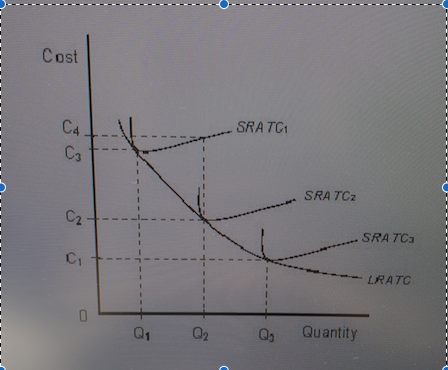 Cost
C4
SRATC1
C3
SRATC2
C2
SRATC3
C1
LRATC
0
Q1
Q2
Q3
Quantity